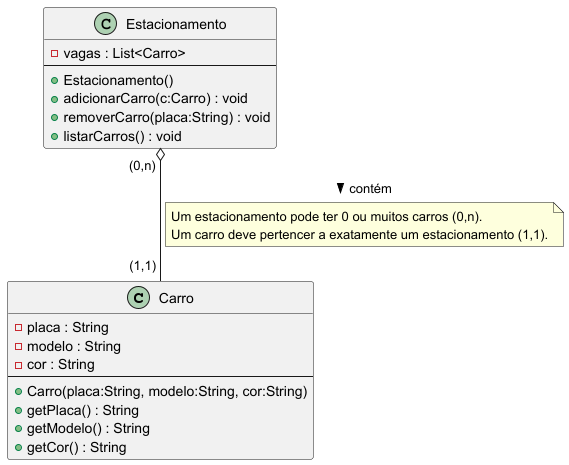 C Estacionamento
vagas : List<Carro>
Estacionamento()
adicionarCarro(c:Carro) : void
removerCarro(placa:String) : void
listarCarros() : void
(0,n)
contém
Um estacionamento pode ter 0 ou muitos carros (0,n).
Um carro deve pertencer a exatamente um estacionamento (1,1).
(1,1)
C Carro
placa : String
modelo : String
cor : String
Carro(placa:String, modelo:String, cor:String)
getPlaca() : String
getModelo() : String
getCor() : String